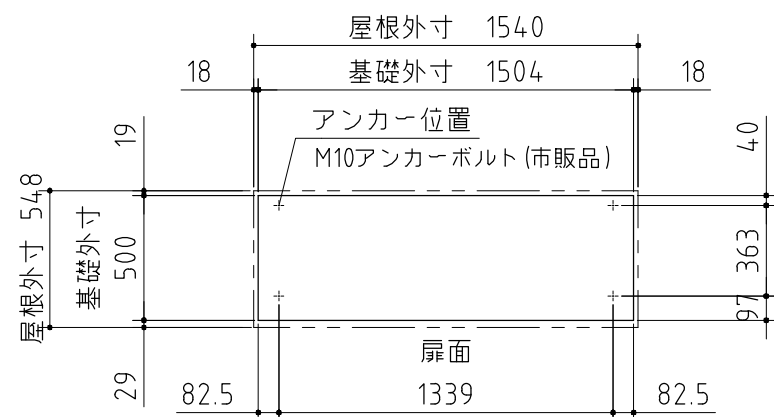 屋根外寸 1540
18 基礎外寸 1504 18
アンカー位置
M10アンカーボルト(市販品)
19
40
屋根外寸 548
基礎外寸
500
363
97
扉面
29
82.5 1339 82.5